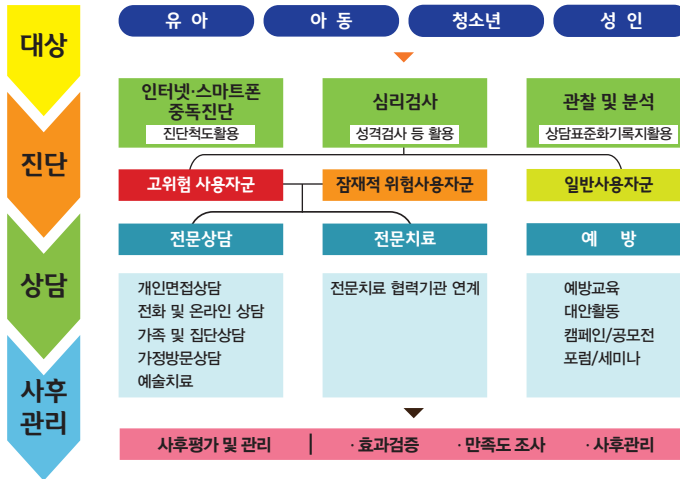 대상
유 아
아 동
청소년
성 인
진단
인터넷·스마트폰
중독진단
진단척도활용
심리검사
성격검사 등 활용
관찰 및 분석
상담표준화기록지활용
고위험 사용자군
잠재적 위험사용자군
일반사용자군
상담
전문상담
개인면접상담
전화 및 온라인 상담
가족 및 집단상담
가정방문상담
예술치료
전문치료
전문치료 협력기관 연계
예 방
예방교육
대안활동
캠페인/공모전
포럼/세미나
사후
관리
사후평가 및 관리 | · 효과검증 · 만족도 조사 · 사후관리